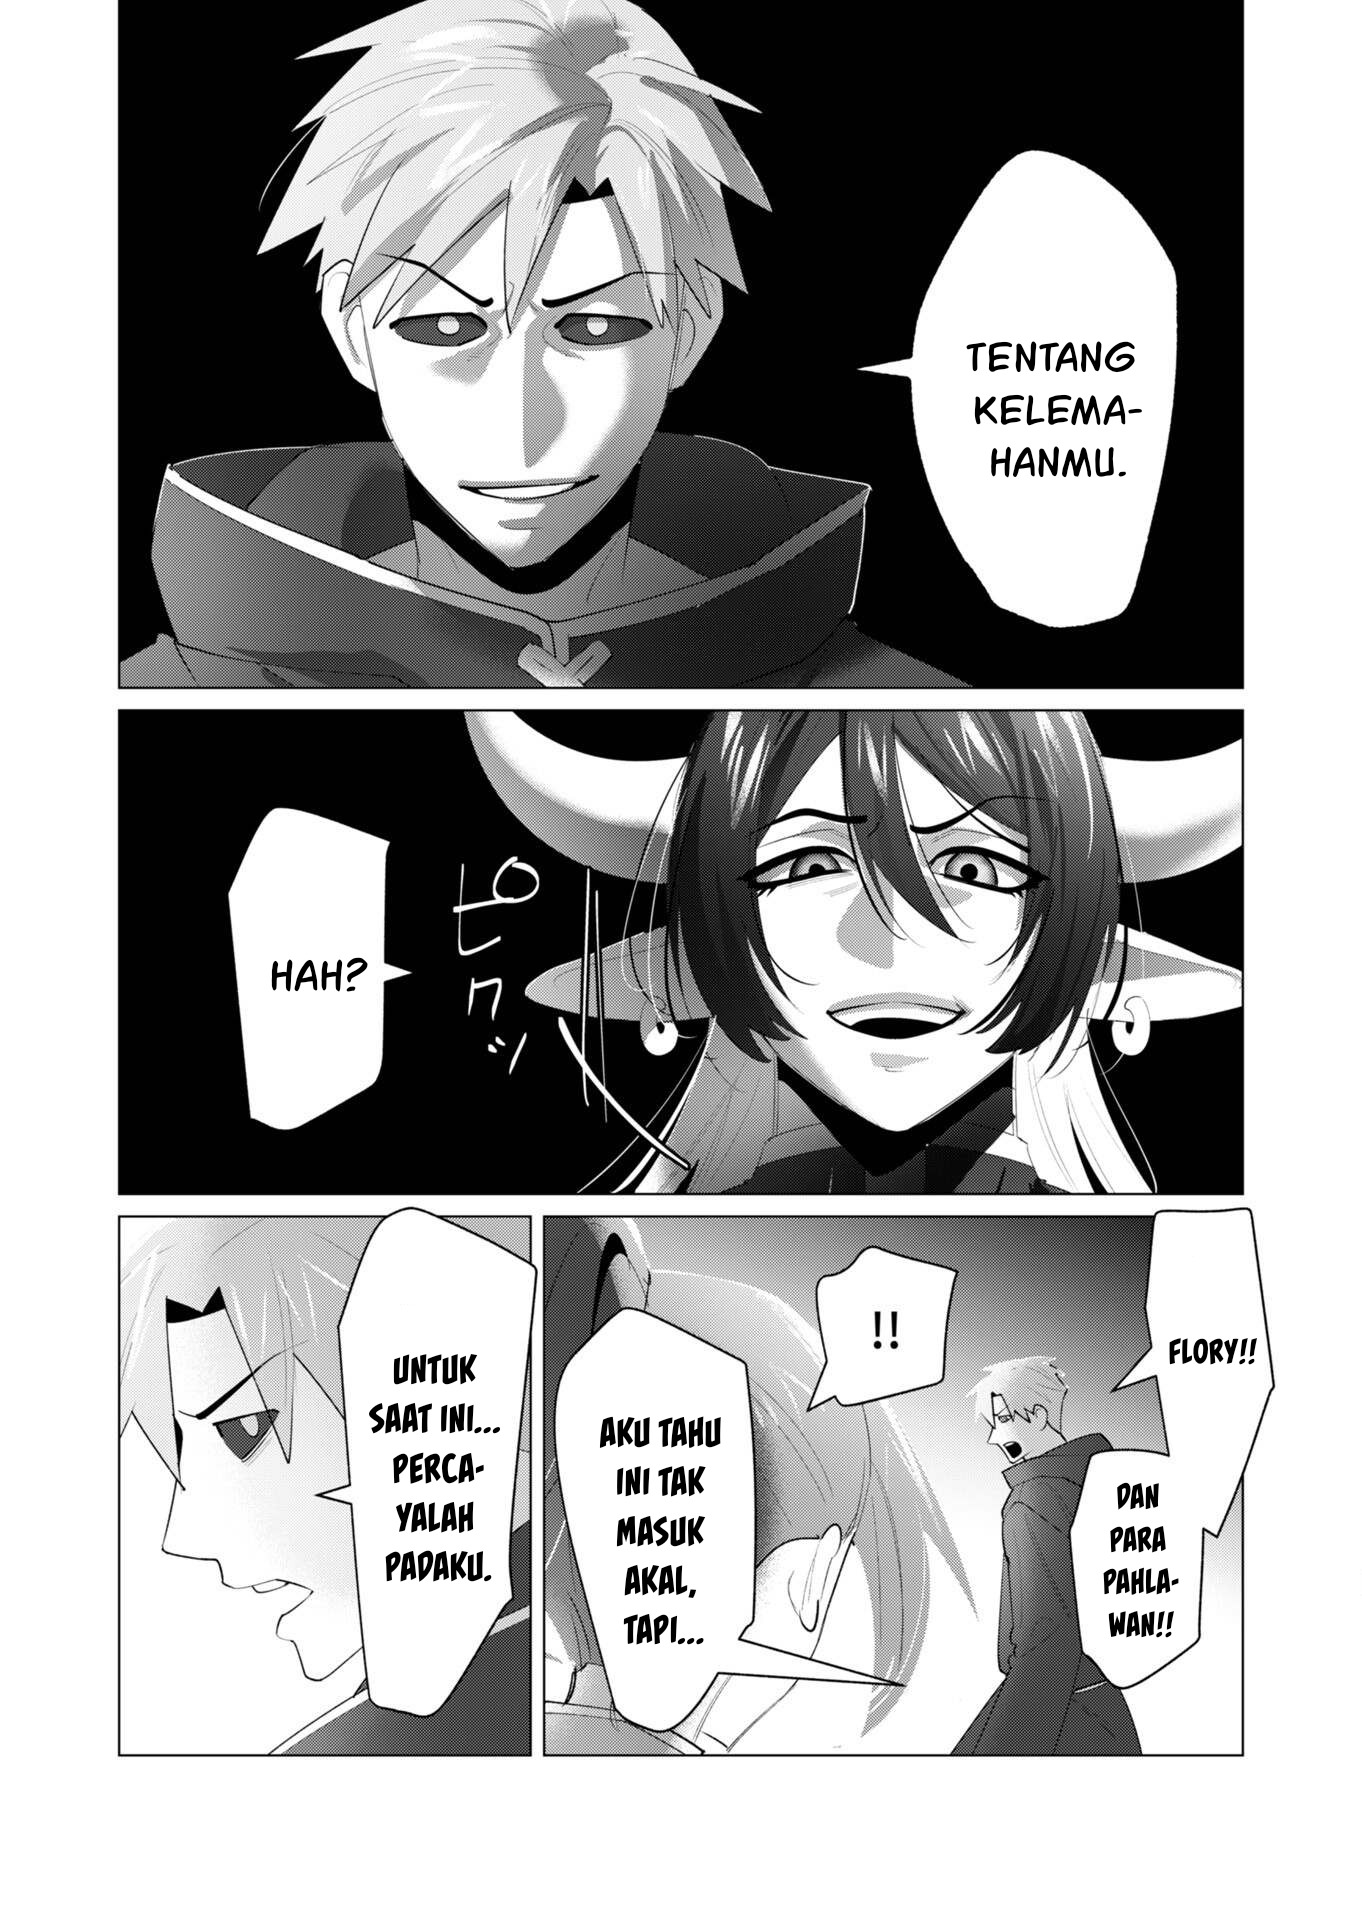 TENTANG
KELEMA-
HANMU.
HAH?
ピクッ
FLORY!!
DAN
PARA
PAHLA-
WAN!!
!!
AKU TAHU
INI TAK
MASUK
AKAL,
TAPI...
UNTUK
SAAT INI...
PERCA-
YALAH
PADAKU.